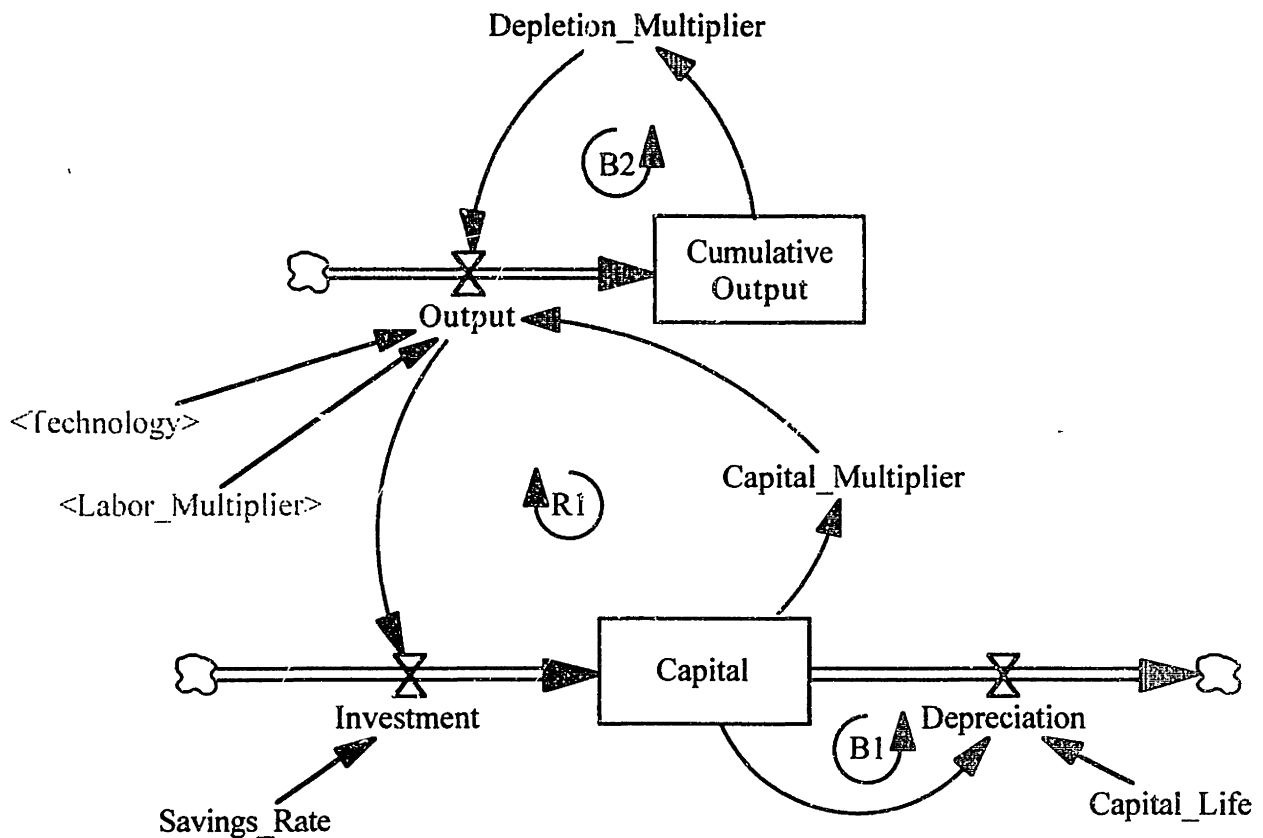 Depletion_Multiplier
B2
Cumulative
Output
Output
<Technology>
<Labor_Multiplier>
Capital_Multiplier
R1
Capital
Investment
Depreciation
B1
Savings_Rate
Capital_Life